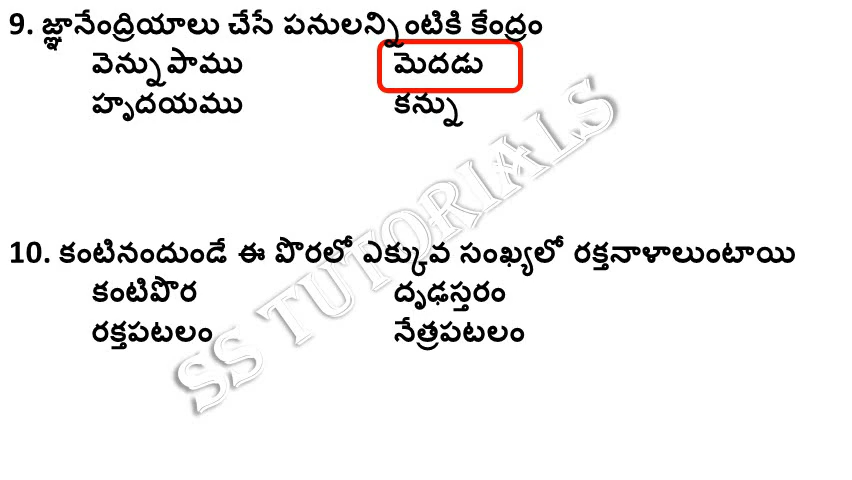 9. జ్ఞానేంద్రియాలు చేసే పనులన్నింటికి కేంద్రం
వెన్నుపాము మెదడు
హృదయము కన్ను
SS TUTORIALS
10. కంటినందుండే ఈ పొరలో ఎక్కువ సంఖ్యలో రక్తనాళాలుంటాయి
కంటిపొర దృఢస్తరం
రక్తపటలం నేత్రపటలం